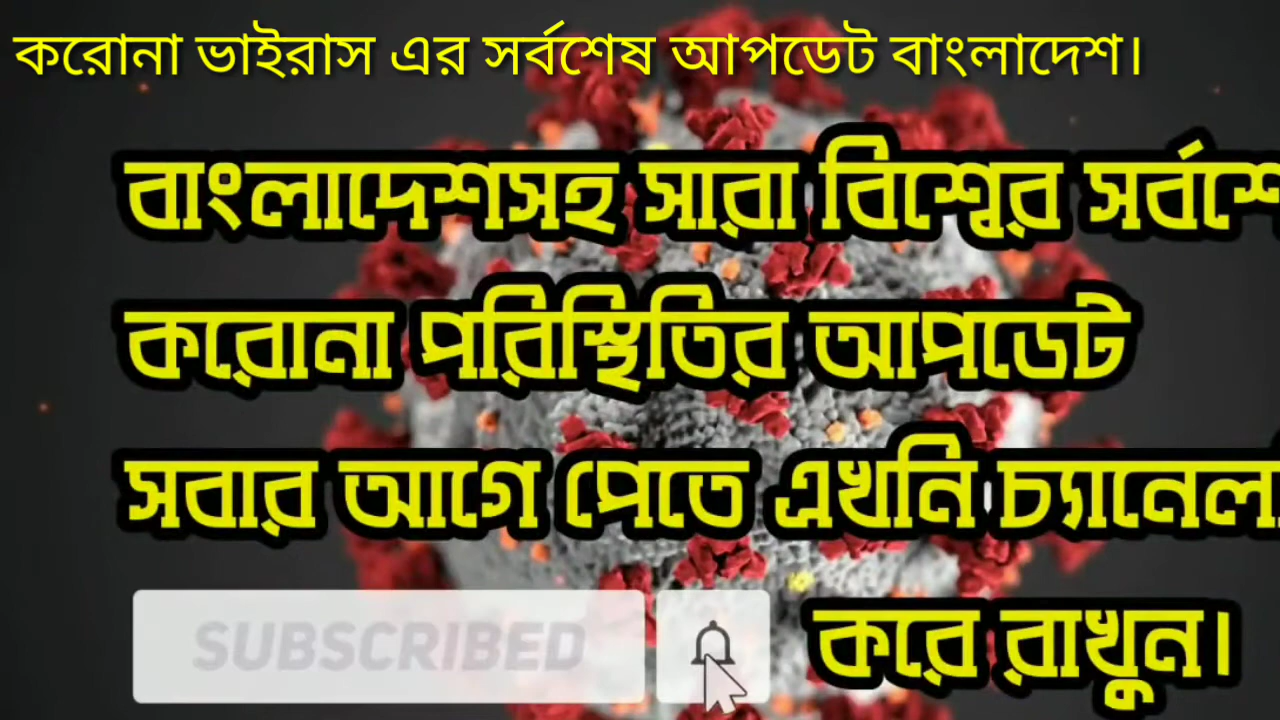 করোনা ভাইরাস এর সর্বশেষ আপডেট বাংলাদেশ।
বাংলাদেশসহ সারা বিশ্বের
করোনা পরিস্থিতির আপডেট
সবার আগে পেতে এখনি চ্যানেল
SUBSCRIBED
করে রাখুন।